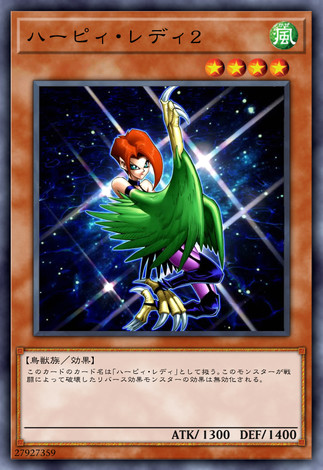 ハーピィ・レディ2
風
【鳥獣族／効果】
このカードのカード名は「ハーピィ・レディ」として扱う。このモンスターが戦
闘によって破壊したリバース効果モンスターの効果は無効化される。
ATK/ 1300 DEF/ 1400
27927359